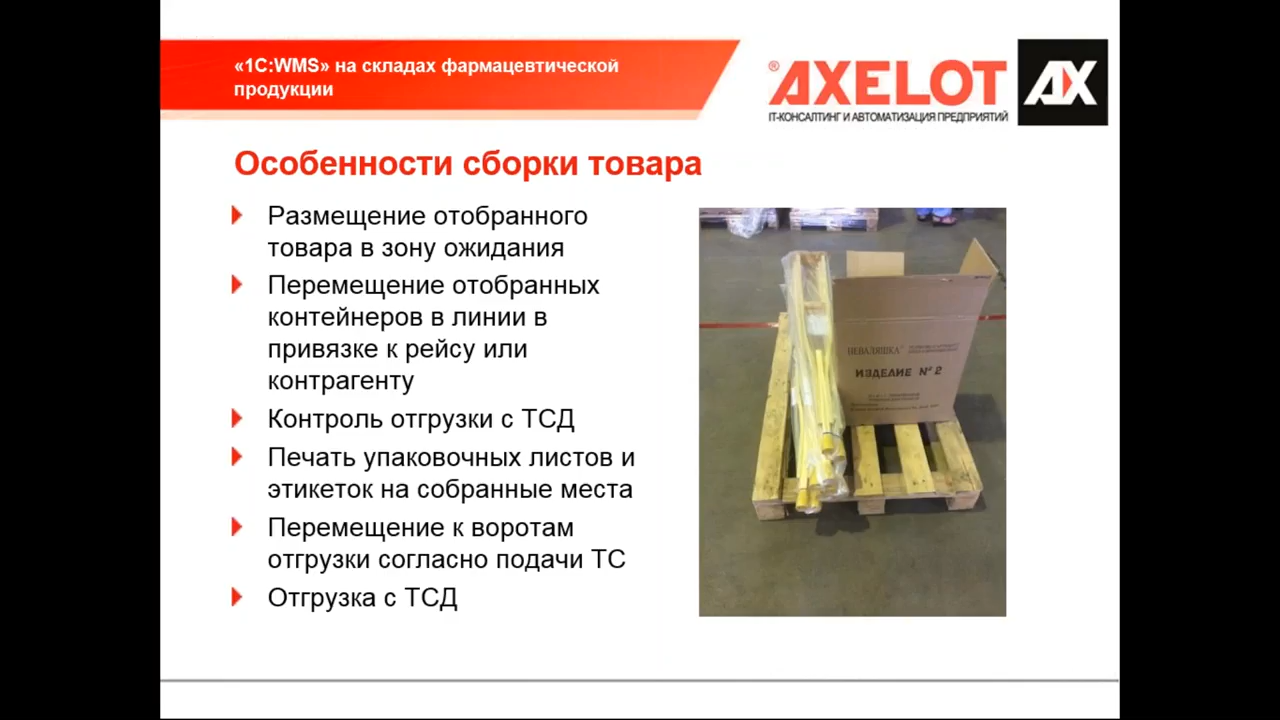 «1С:WMS» на складах фармацевтической
продукции
® AXELOT AX
IT-КОНСАЛТИНГ И АВТОМАТИЗАЦИЯ ПРЕДПРИЯТИЙ
Особенности сборки товара
Размещение отобранного
товара в зону ожидания
Перемещение отобранных
контейнеров в линии в
привязке к рейсу или
контрагенту
Контроль отгрузки с ТСД
Печать упаковочных листов и
этикеток на собранные места
Перемещение к воротам
отгрузки согласно подачи ТС
Отгрузка с ТСД
НЕВАЛЯШКА
ИЗДЕЛИЕ № 2